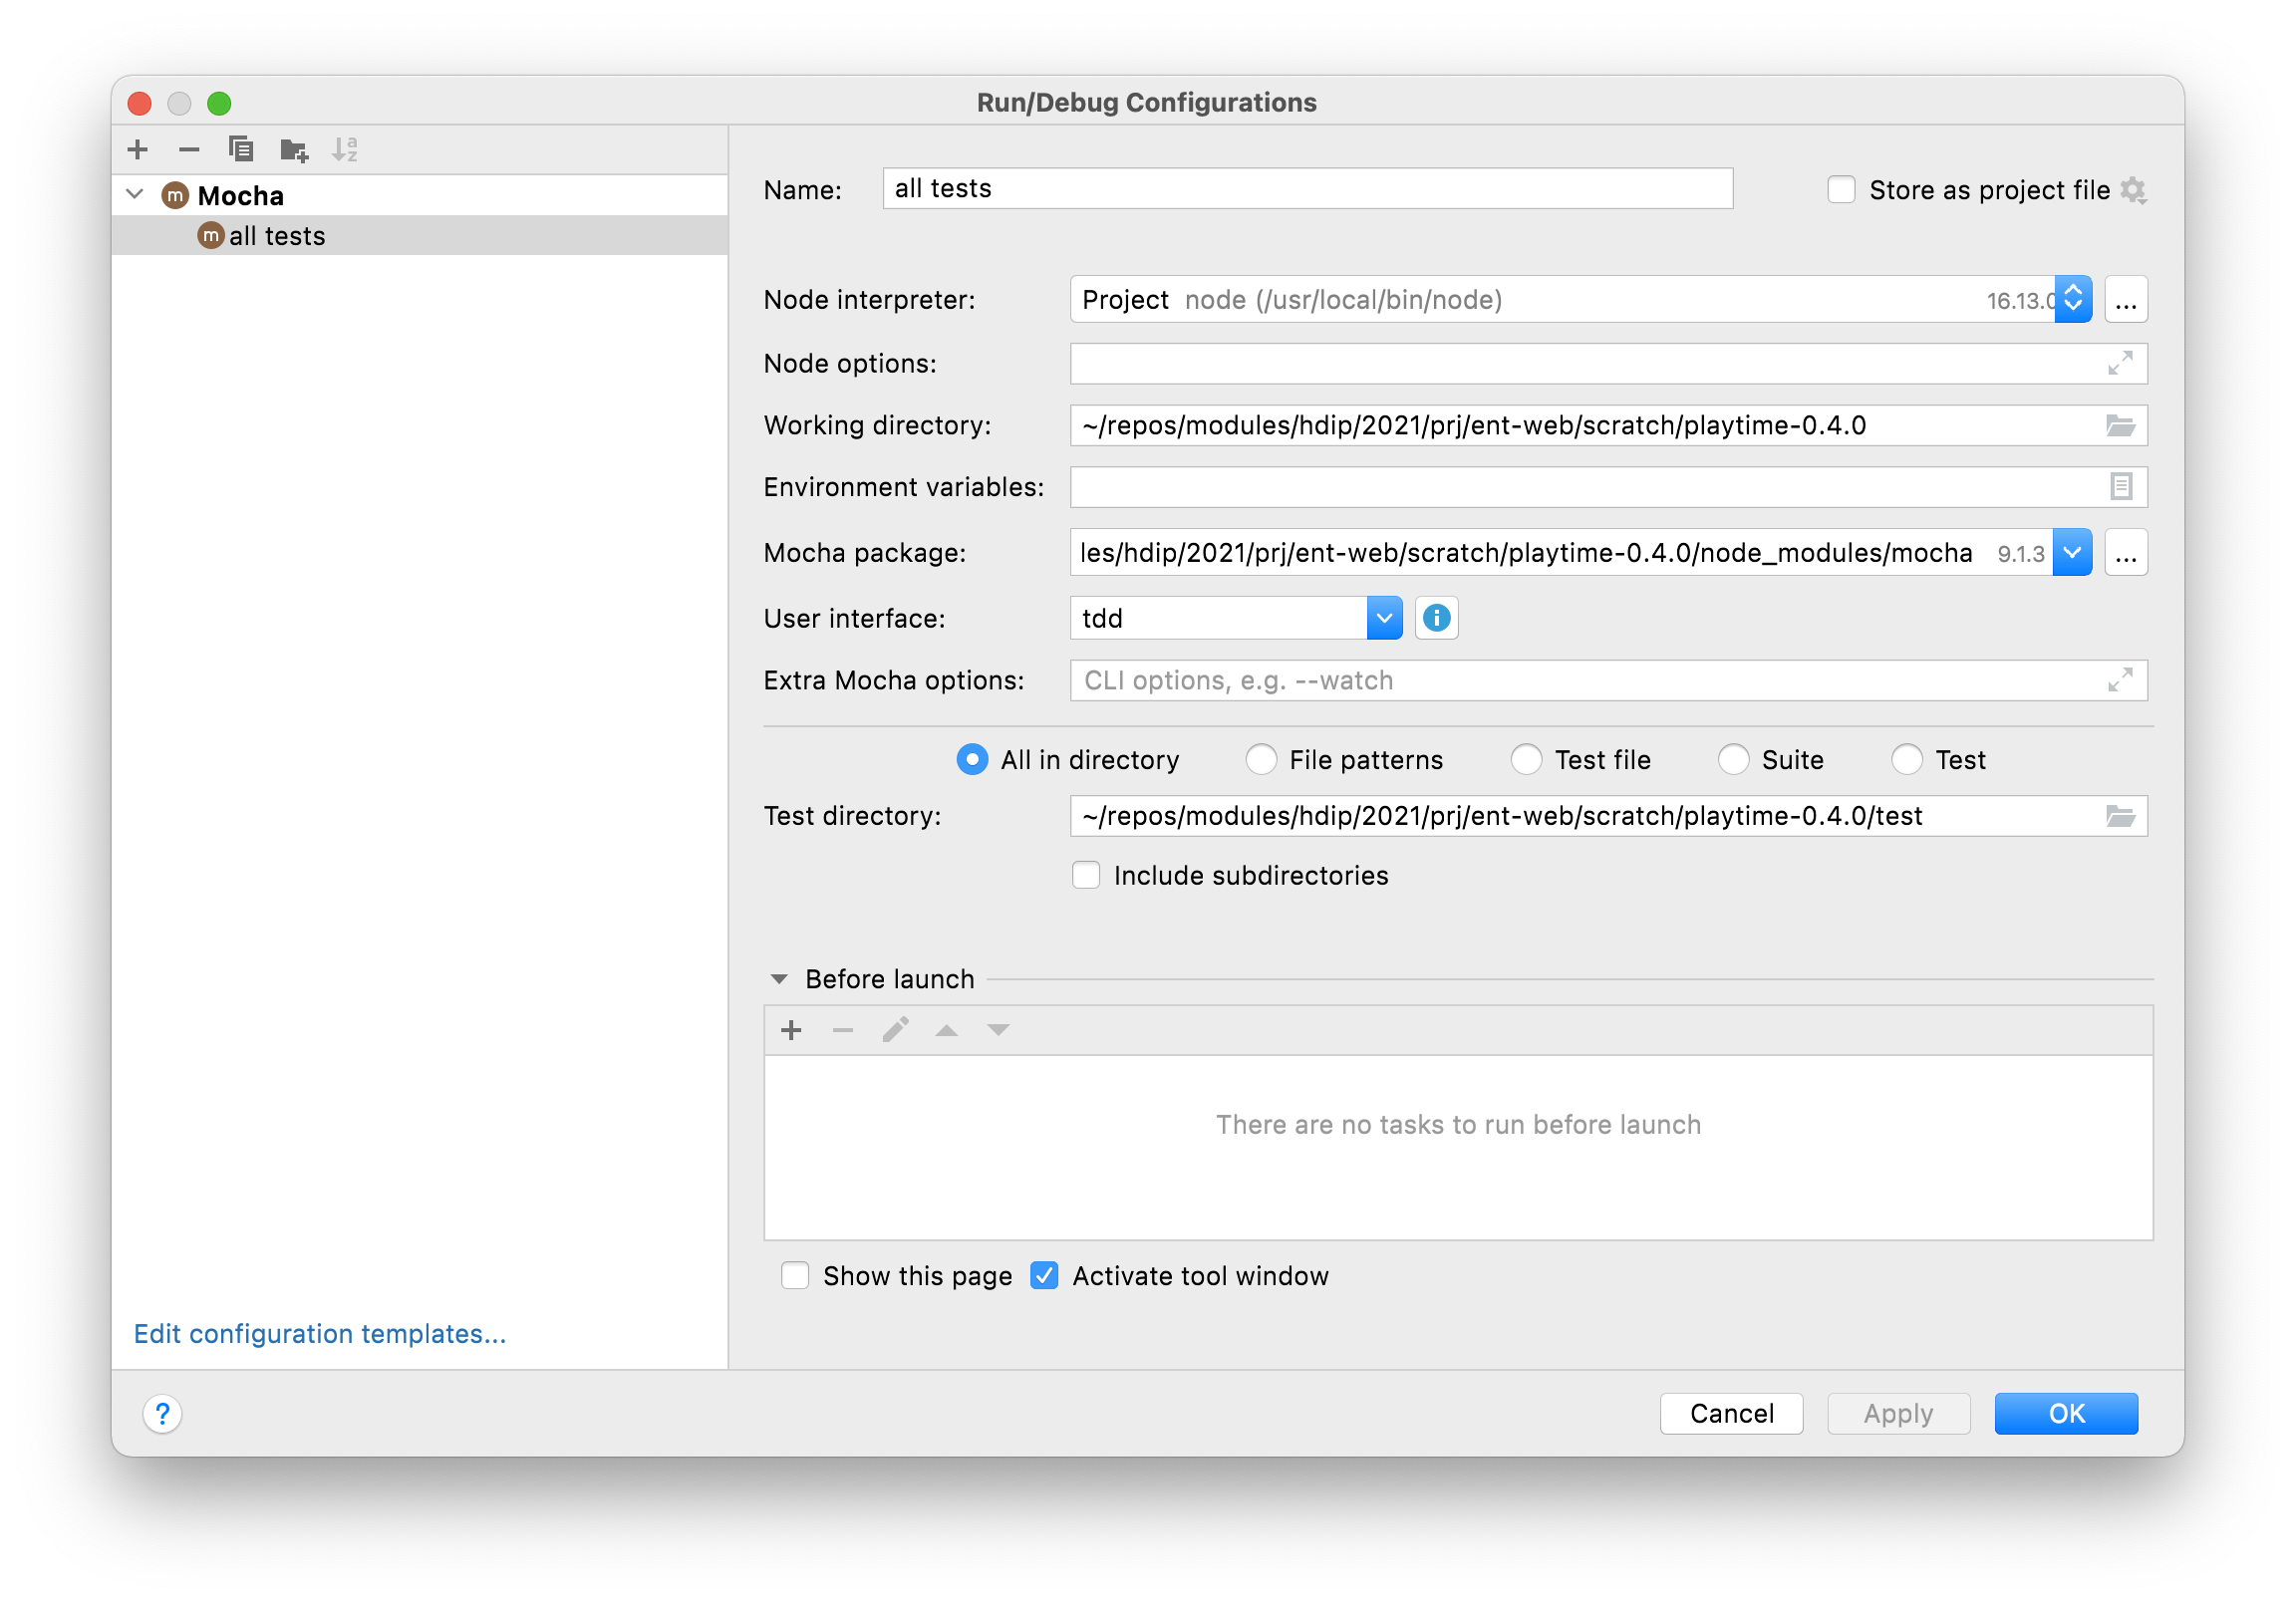 Run/Debug Configurations
Mocha
all tests
Edit configuration templates...
Name: all tests Store as project file
Node interpreter: Project node (/usr/local/bin/node) 16.13.0 ...
Node options:
Working directory: ~/repos/modules/hdip/2021/prj/ent-web/scratch/playtime-0.4.0
Environment variables:
Mocha package: les/hdip/2021/prj/ent-web/scratch/playtime-0.4.0/node_modules/mocha 9.1.3 ...
User interface: tdd
Extra Mocha options: CLI options, e.g. --watch
All in directory File patterns Test file Suite Test
Test directory: ~/repos/modules/hdip/2021/prj/ent-web/scratch/playtime-0.4.0/test
Include subdirectories
Before launch
There are no tasks to run before launch
Show this page Activate tool window
? Cancel Apply OK